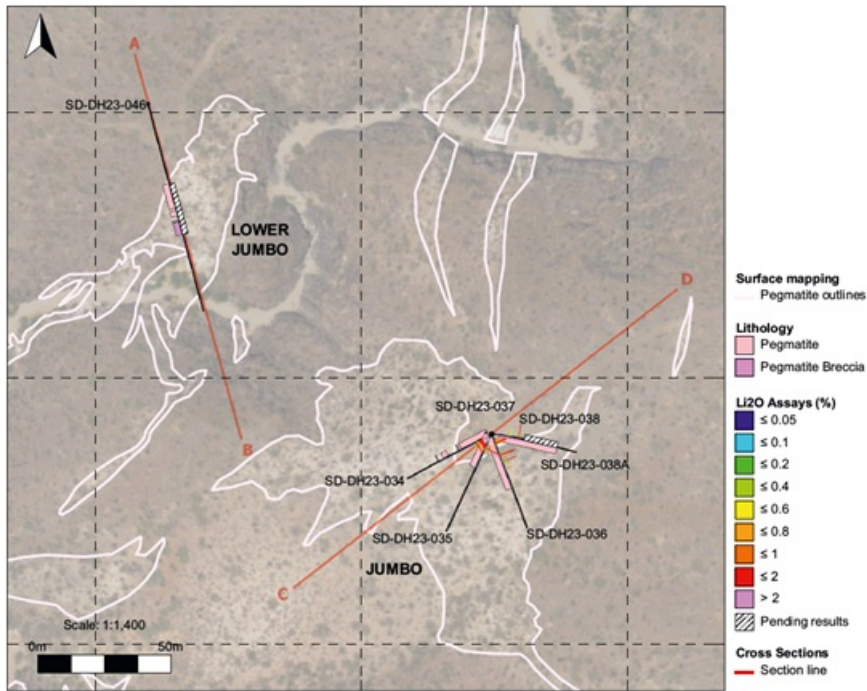 A
SD-DH23-046
LOWER
JUMBO
B
D
SD-DH23-037
SD-DH23-038
SD-DH23-038A
SD-DH23-034
SD-DH23-035
SD-DH23-036
C
JUMBO
Scale: 1:1,400
0m
50m
Surface mapping
Pegmatite outlines
Lithology
Pegmatite
Pegmatite Breccia
Li2O Assays (%)
≤ 0.05
≤ 0.1
≤ 0.2
≤ 0.4
≤ 0.6
≤ 0.8
≤ 1
≤ 2
> 2
Pending results
Cross Sections
Section line